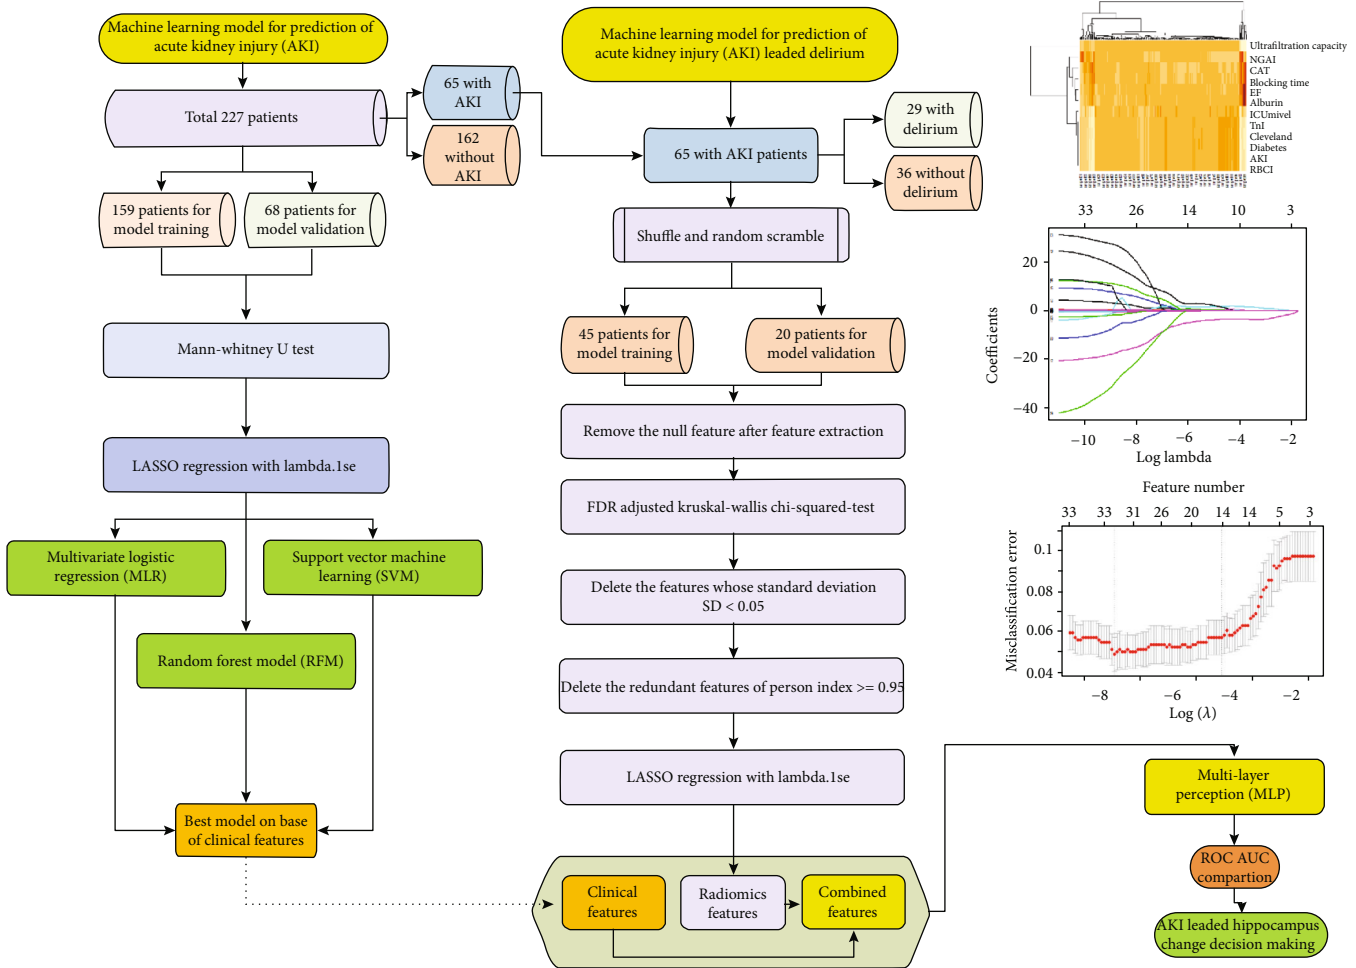 Machine learning model for prediction of
acute kidney injury (AKI)
Total 227 patients
65 with
AKI
162
without
AKI
159 patients for
model training
68 patients for
model validation
Mann-whitney U test
LASSO regression with lambda.1se
Multivariate logistic
regression (MLR)
Support vector machine
learning (SVM)
Random forest model (RFM)
Best model on base
of clinical features
Machine learning model for prediction of
acute kidney injury (AKI) leaded delirium
65 with AKI patients
29 with
delirium
36 without
delirium
Shuffle and random scramble
45 patients for
model training
20 patients for
model validation
Remove the null feature after feature extraction
FDR adjusted kruskal-wallis chi-squared-test
Delete the features whose standard deviation
SD < 0.05
Delete the redundant features of person index >= 0.95
LASSO regression with lambda.1se
Clinical
features
Radiomics
features
Combined
features
Ultrafiltration capacity
NGAI
CAT
Blocking time
EF
Alburin
ICUmivel
TnI
Cleveland
Diabetes
AKI
RBCI
33 26 14 10 3
Coefficients
20
0
−20
−40
−10 −8 −6 −4 −2
Log lambda
Feature number
33 33 31 26 20 14 14 5 3
Misclassification error
0.1
0.08
0.06
0.04
−8 −6 −4 −2
Log (λ)
Multi-layer
perception (MLP)
ROC AUC
compartion
AKI leaded hippocampus
change decision making